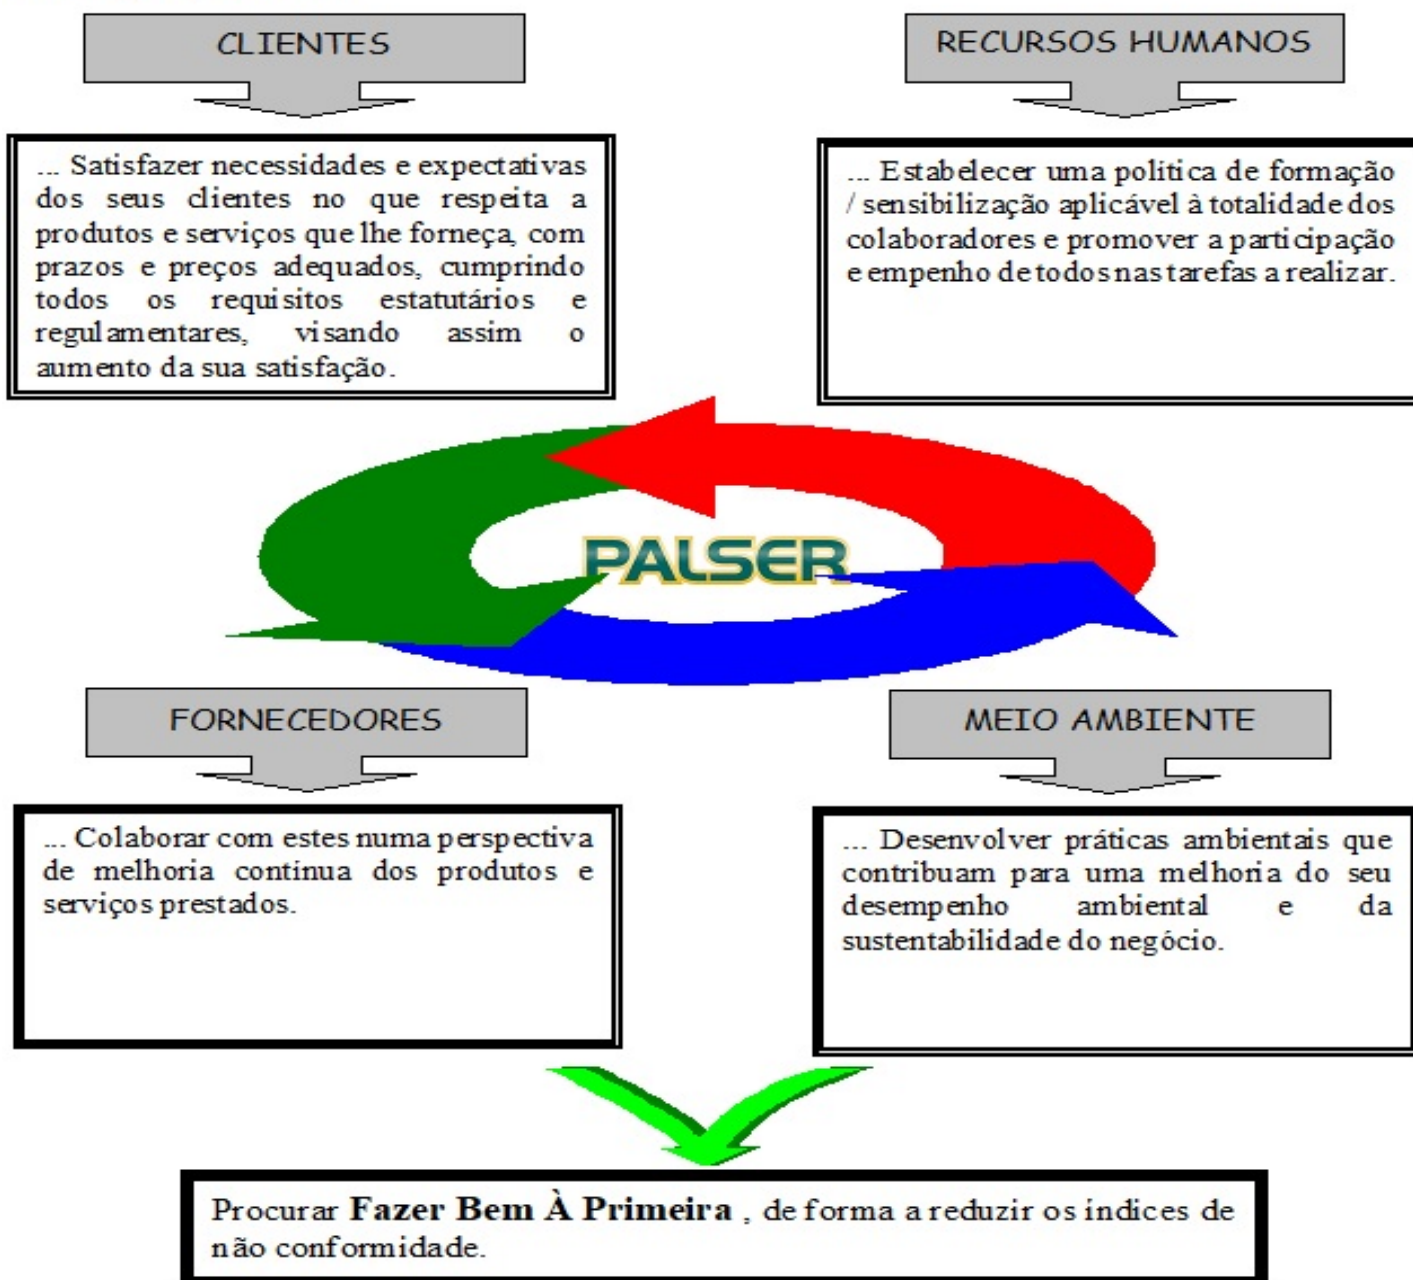 CLIENTES
... Satisfazer necessidades e expectativas
dos seus clientes no que respeita a
produtos e serviços que lhe forneça, com
prazos e preços adequados, cumprindo
todos os requisitos estatutários e
regulamentares, visando assim o
aumento da sua satisfação.
RECURSOS HUMANOS
... Estabelecer uma política de formação
/ sensibilização aplicável à totalidade dos
colaboradores e promover a participação
e empenho de todos nas tarefas a realizar.
PALSER
FORNECEDORES
... Colaborar com estes numa perspectiva
de melhoria contínua dos produtos e
serviços prestados.
MEIO AMBIENTE
... Desenvolver práticas ambientais que
contribuam para uma melhoria do seu
desempenho ambiental e da
sustentabilidade do negócio.
Procurar Fazer Bem À Primeira , de forma a reduzir os índices de
não conformidade.